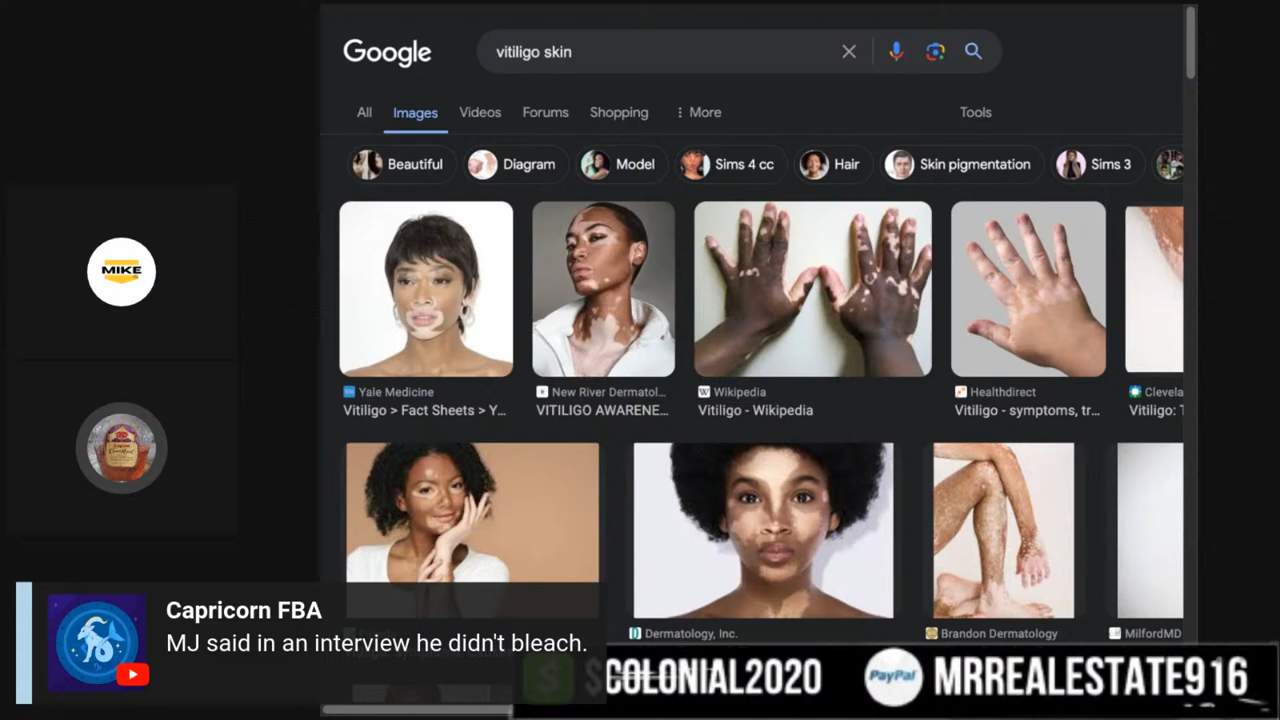 Google
vitiligo skin
All Images Videos Forums Shopping More Tools
Beautiful Diagram Model Sims 4 cc Hair Skin pigmentation Sims 3
MIKE
Yale Medicine
Vitiligo > Fact Sheets > Y...
New River Dermatol...
VITILIGO AWARENE...
Wikipedia
Vitiligo - Wikipedia
Healthdirect
Vitiligo - symptoms, tr...
Clevela
Vitiligo: T
Dermatology, Inc.
Brandon Dermatology
MilfordMD
Capricorn FBA
MJ said in an interview he didn't bleach.
$COLONIAL2020
PayPal
MRREALESTATE916